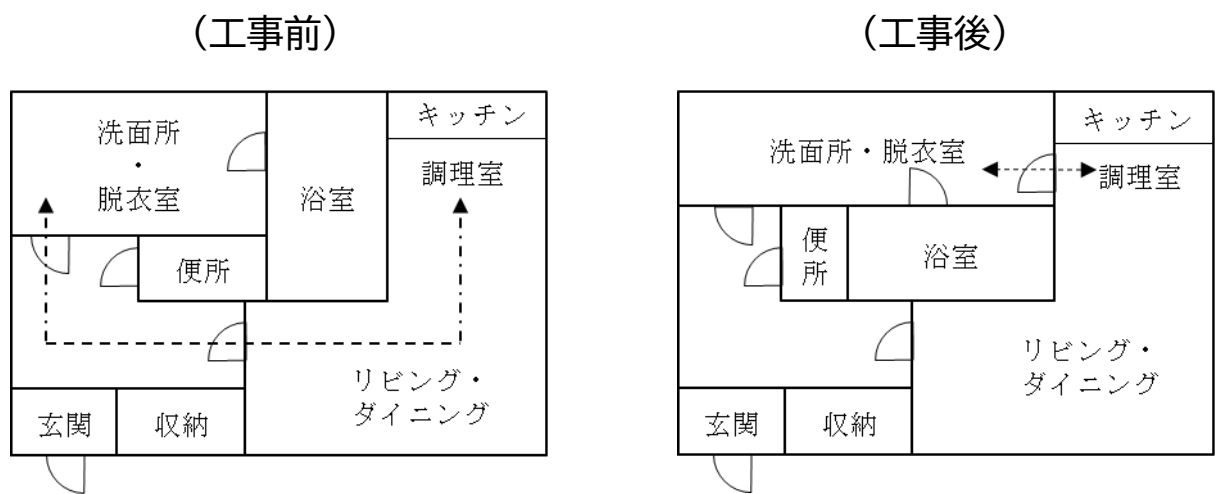 （工事前）
洗面所
・
脱衣室
浴室
キッチン
調理室
便所
リビング・
ダイニング
玄関
収納
（工事後）
洗面所・脱衣室
キッチン
調理室
便
所
浴室
リビング・
ダイニング
玄関
収納